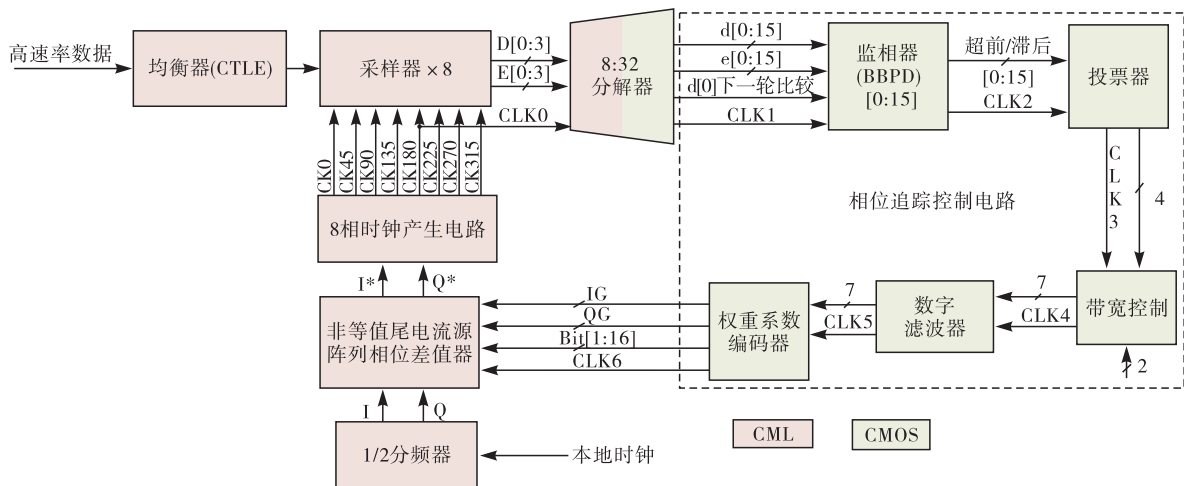 高速率数据
均衡器(CTLE)
采样器×8
D[0:3]
E[0:3]
8:32
分解器
d[0:15]
e[0:15]
d[0]下一轮比较
CLK1
监相器
(BBPD)
[0:15]
超前/滞后
[0:15]
CLK2
投票器
CLK0
CK0
CK45
CK90
CK135
CK180
CK225
CK270
CK315
CLK3
4
相位追踪控制电路
8相时钟产生电路
I*
Q*
非等值尾电流源
阵列相位差值器
IG
QG
Bit[1:16]
CLK6
权重系数
编码器
7
CLK5
数字
滤波器
7
CLK4
带宽控制
2
I
Q
1/2分频器
本地时钟
CML
CMOS